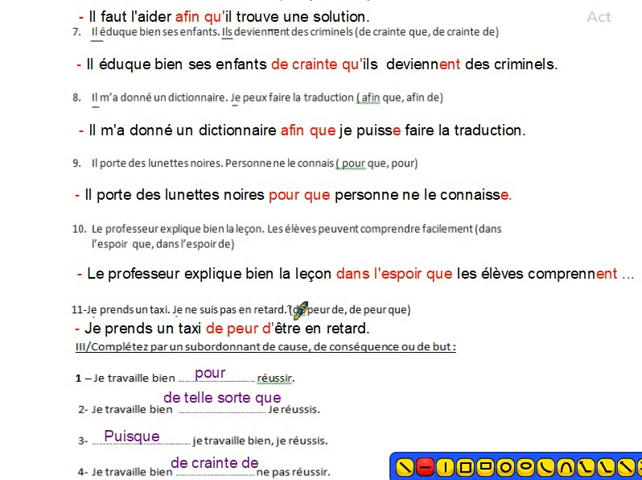 - Il faut l'aider afin qu'il trouve une solution.
Act
7. Il éduque bien ses enfants. Ils deviennent des criminels (de crainte que, de crainte de)
- Il éduque bien ses enfants de crainte qu'ils deviennent des criminels.
8. Il m'a donné un dictionnaire. Je peux faire la traduction ( afin que, afin de)
- Il m'a donné un dictionnaire afin que je puisse faire la traduction.
9. Il porte des lunettes noires. Personne ne le connais ( pour que, pour)
- Il porte des lunettes noires pour que personne ne le connaisse.
10. Le professeur explique bien la leçon. Les élèves peuvent comprendre facilement (dans
l'espoir que, dans l'espoir de)
- Le professeur explique bien la leçon dans l'espoir que les élèves comprennent ...
11-Je prends un taxi. Je ne suis pas en retard. peur de, de peur que)
- Je prends un taxi de peur d'être en retard.
III/Complétez par un subordonnant de cause, de conséquence ou de but :
1 – Je travaille bien pour réussir.
2- Je travaille bien de telle sorte que Je réussis.
3- Puisque je travaille bien, je réussis.
4- Je travaille bien de crainte de ne pas réussir.